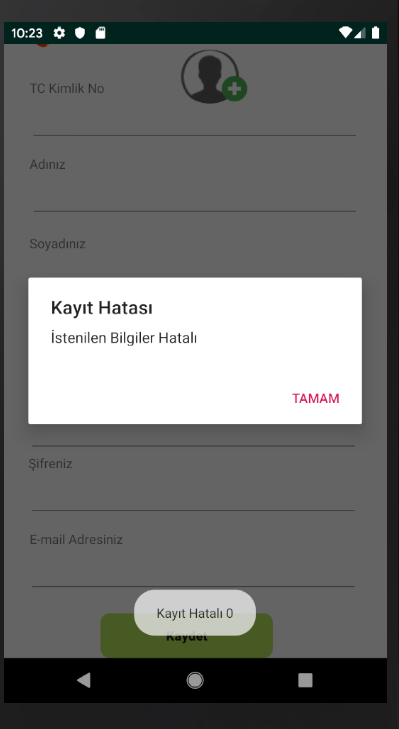 10:23
TC Kimlik No
Adınız
Soyadınız
Kayıt Hatası
İstenilen Bilgiler Hatalı
TAMAM
Şifreniz
E-mail Adresiniz
Kayıt Hatalı 0
Kaydet